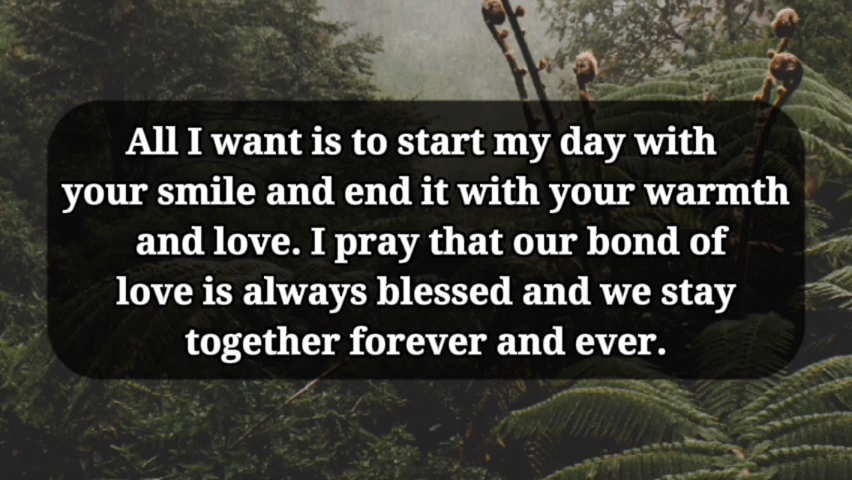 All I want is to start my day with
your smile and end it with your warmth
and love. I pray that our bond of
love is always blessed and we stay
together forever and ever.